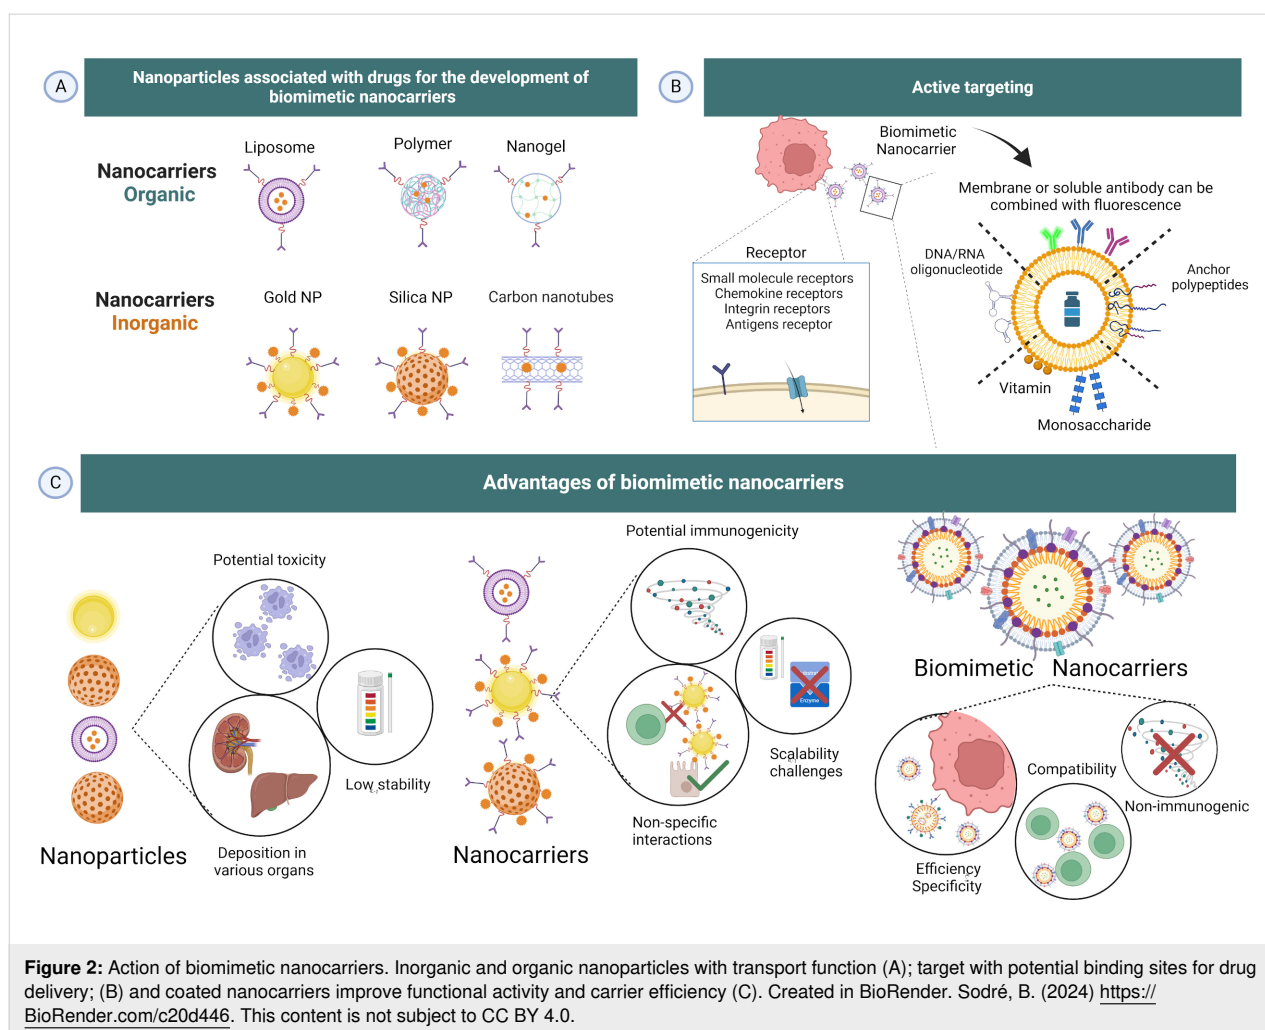 A
Nanoparticles associated with drugs for the development of
biomimetic nanocarriers
Nanocarriers
Organic
Liposome
Polymer
Nanogel
Nanocarriers
Inorganic
Gold NP
Silica NP
Carbon nanotubes
B
Active targeting
Biomimetic
Nanocarrier
Membrane or soluble antibody can be
combined with fluorescence
Receptor
Small molecule receptors
Chemokine receptors
Integrin receptors
Antigens receptor
DNA/RNA
oligonucleotide
Anchor
polypeptides
Vitamin
Monosaccharide
C
Advantages of biomimetic nanocarriers
Potential toxicity
Low stability
Deposition in
various organs
Nanoparticles
Potential immunogenicity
Enzyme
Scalability
challenges
Non-specific
interactions
Nanocarriers
Biomimetic Nanocarriers
Efficiency
Specificity
Compatibility
Non-immunogenic
Figure 2: Action of biomimetic nanocarriers. Inorganic and organic nanoparticles with transport function (A); target with potential binding sites for drug
delivery; (B) and coated nanocarriers improve functional activity and carrier efficiency (C). Created in BioRender. Sodré, B. (2024) https://
BioRender.com/c20d446. This content is not subject to CC BY 4.0.